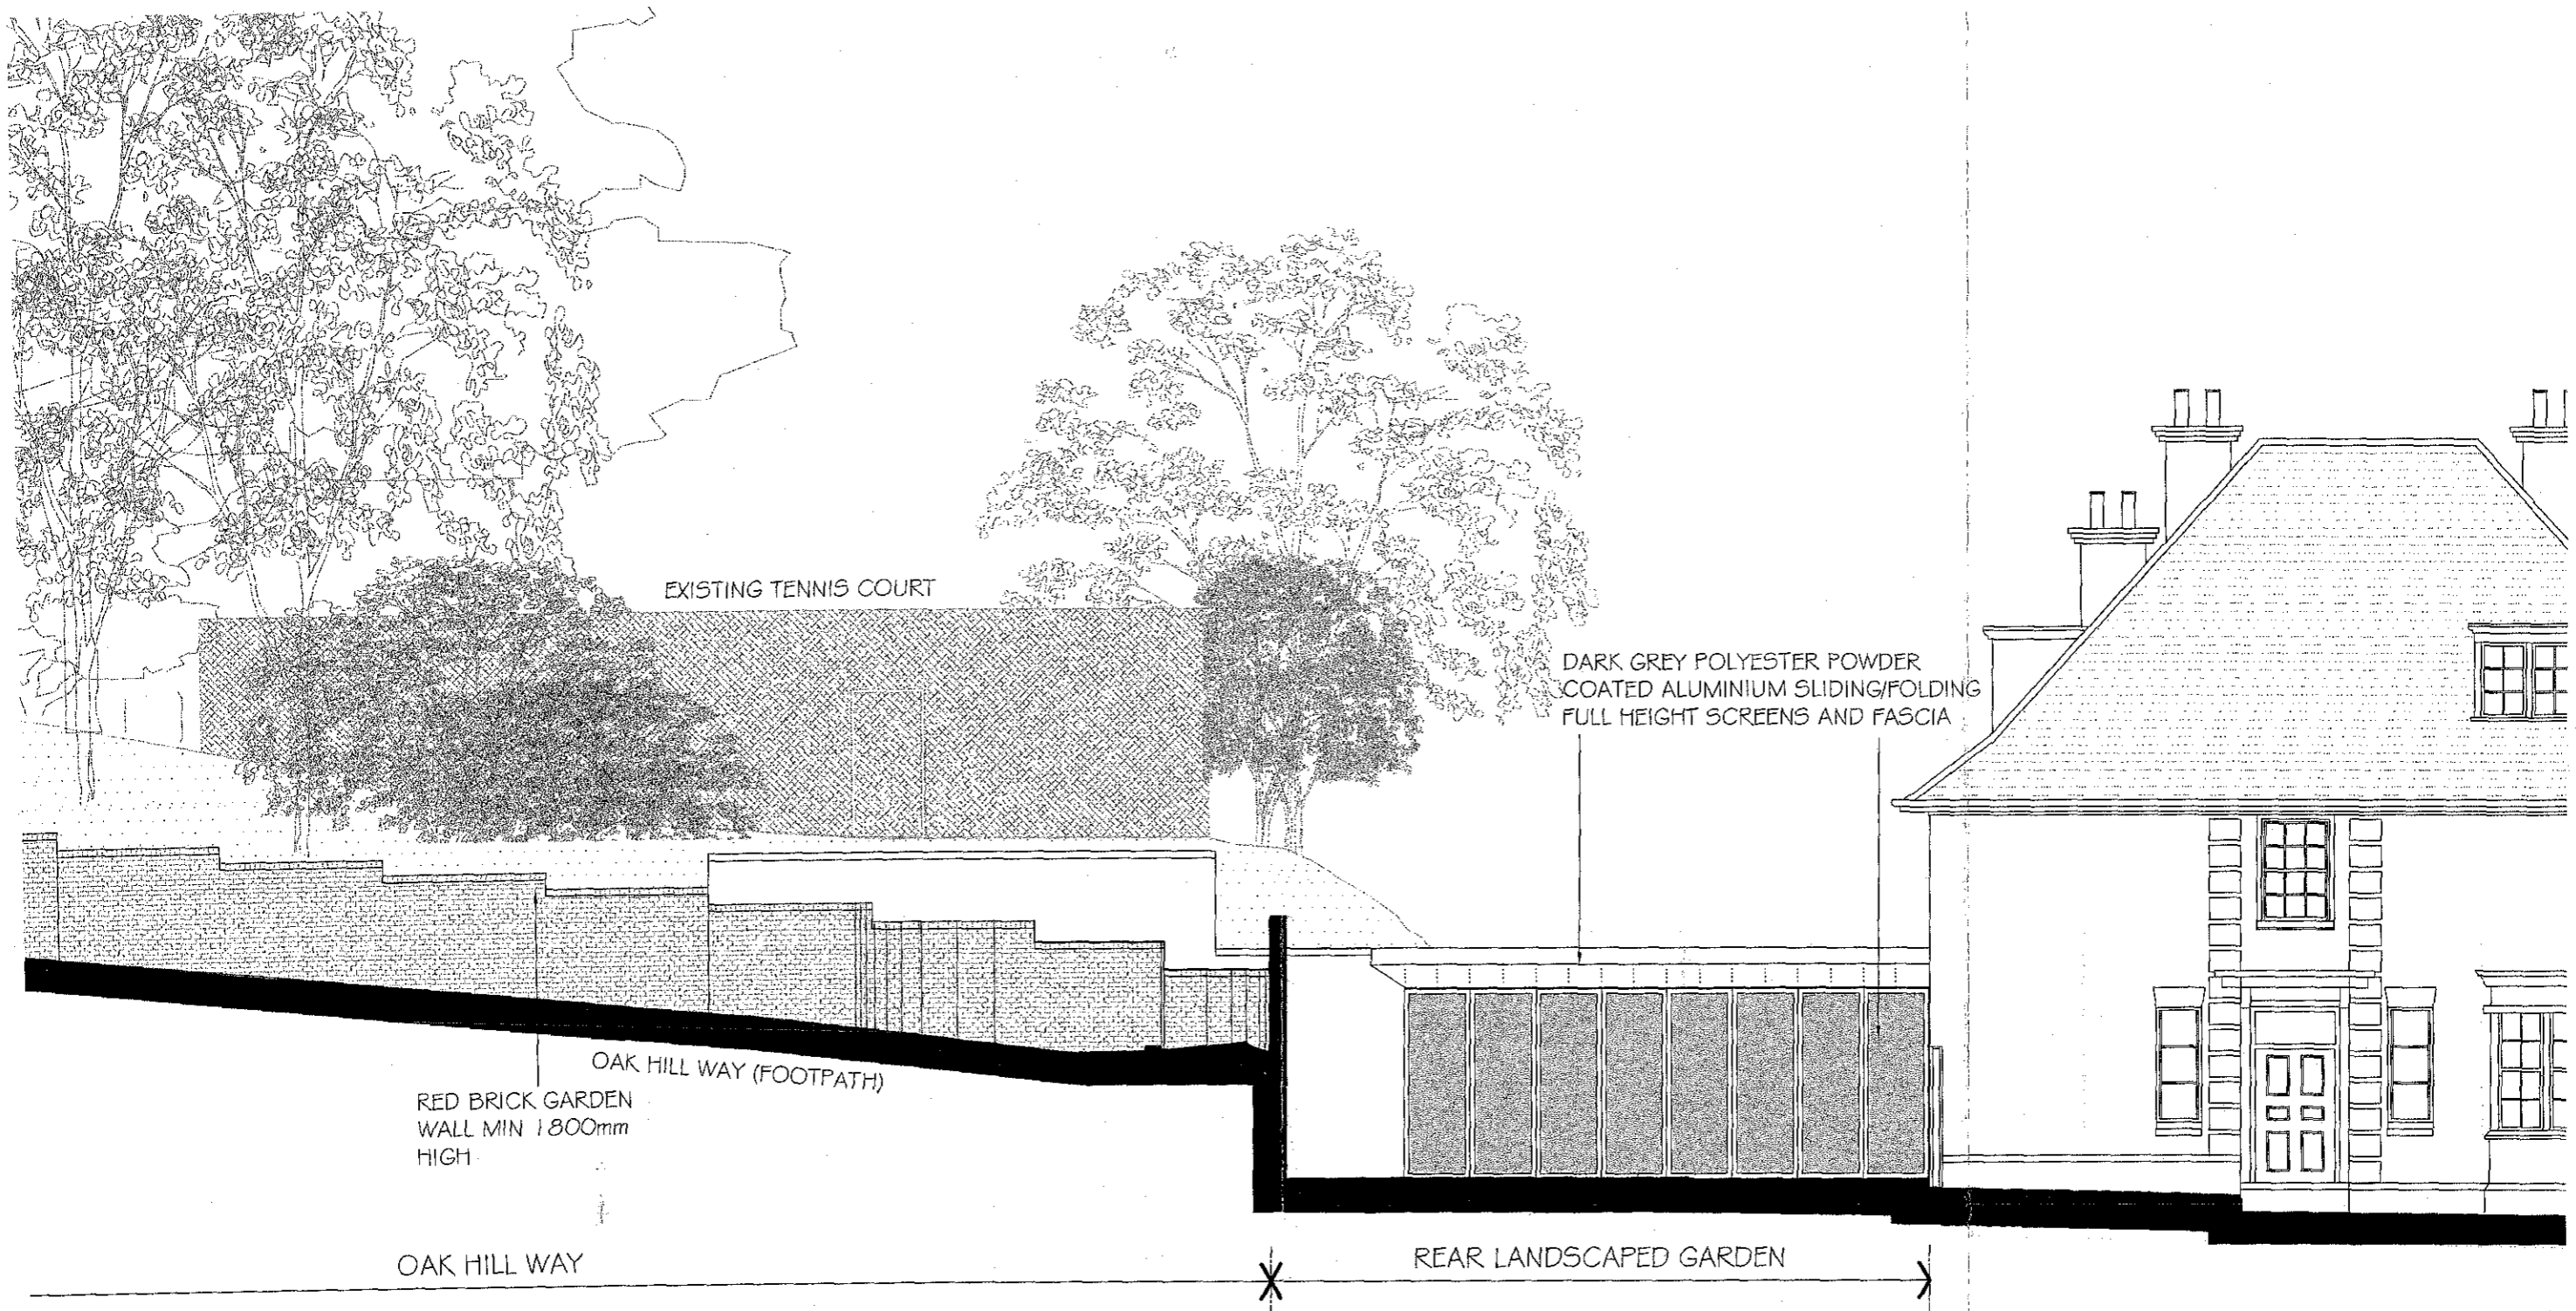 EXISTING TENNIS COURT
DARK GREY POLYESTER POWDER
COATED ALUMINIUM SLIDING/FOLDING
FULL HEIGHT SCREENS AND FASCIA
OAK HILL WAY (FOOTPATH)
RED BRICK GARDEN
WALL MIN 1800mm
HIGH
OAK HILL WAY
REAR LANDSCAPED GARDEN